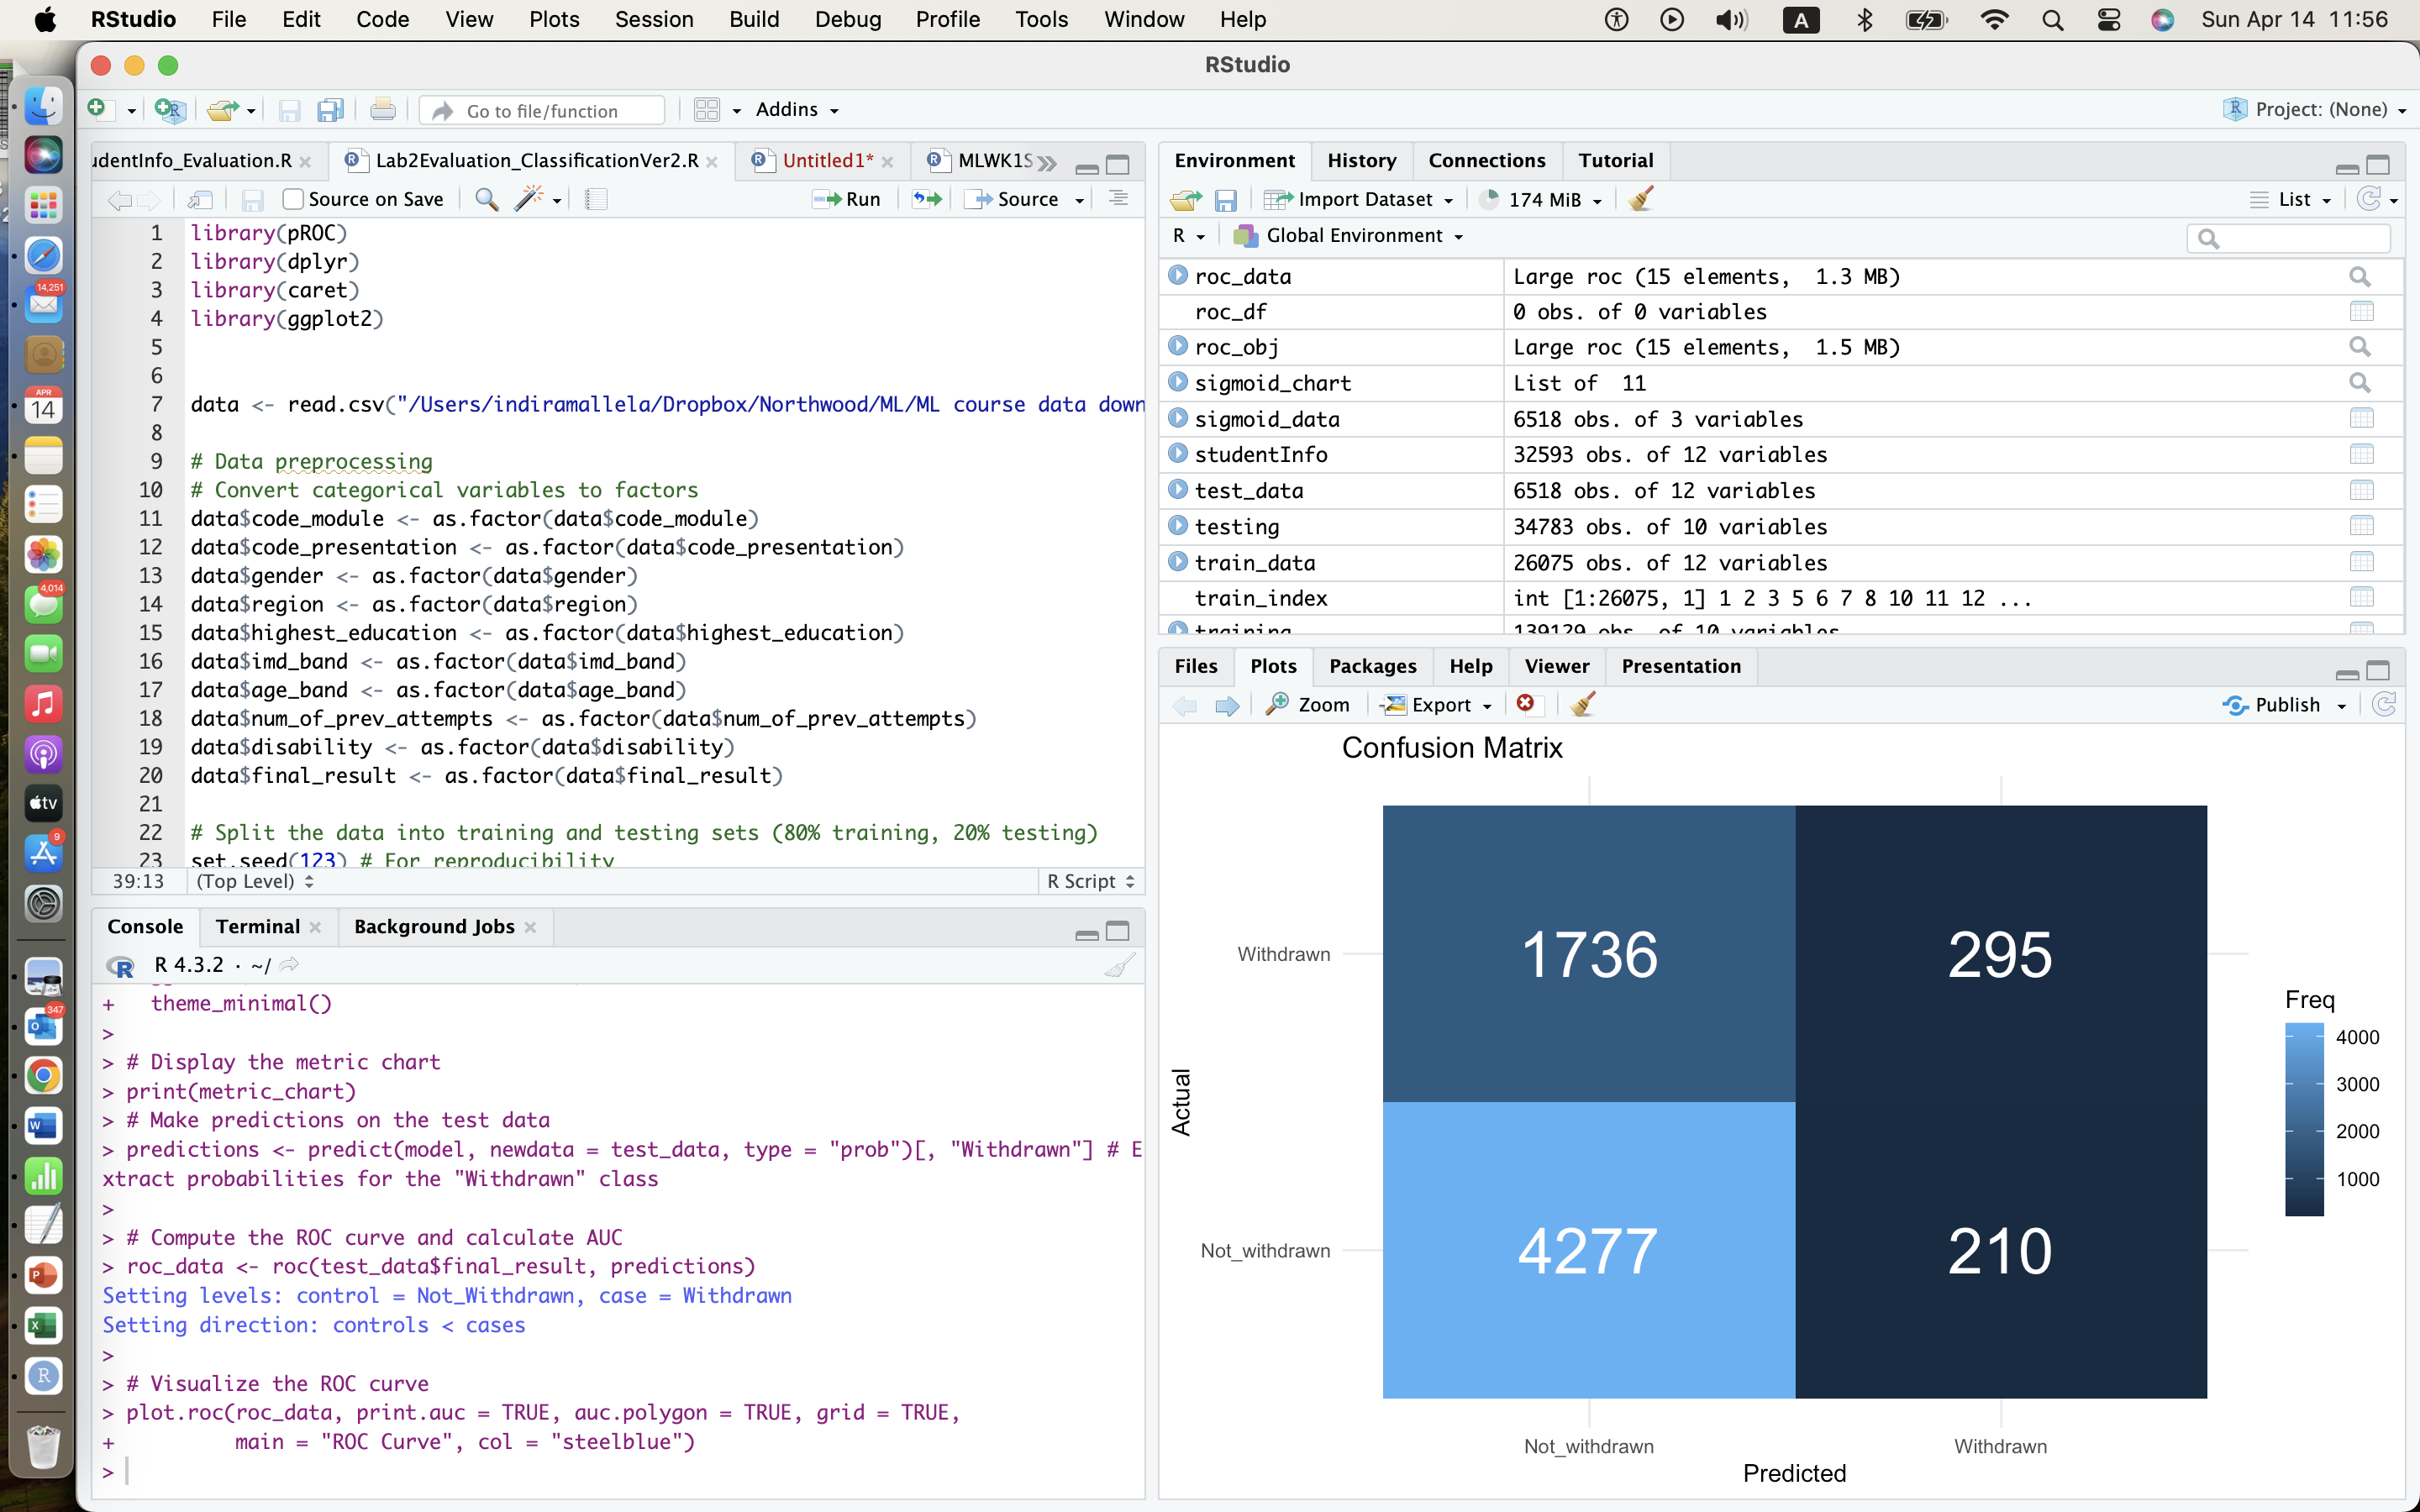 RStudio File Edit Code View Plots Session Build Debug Profile Tools Window Help A Sun Apr 14 11:56
RStudio
Go to file/function Addins Project: (None)
udentInfo_Evaluation.R Lab2Evaluation_ClassificationVer2.R Untitled1* MLWK1S
Source on Save Run Source
1 library(pROC)
2 library(dplyr)
3 library(caret)
4 library(ggplot2)
5
6
7 data <- read.csv("/Users/indiramallela/Dropbox/Northwood/ML/ML course data down
8
9 # Data preprocessing
10 # Convert categorical variables to factors
11 data$code_module <- as.factor(data$code_module)
12 data$code_presentation <- as.factor(data$code_presentation)
13 data$gender <- as.factor(data$gender)
14 data$region <- as.factor(data$region)
15 data$highest_education <- as.factor(data$highest_education)
16 data$imd_band <- as.factor(data$imd_band)
17 data$age_band <- as.factor(data$age_band)
18 data$num_of_prev_attempts <- as.factor(data$num_of_prev_attempts)
19 data$disability <- as.factor(data$disability)
20 data$final_result <- as.factor(data$final_result)
21
22 # Split the data into training and testing sets (80% training, 20% testing)
23 set.seed(123) # For reproducibility
39:13 (Top Level) R Script
Console Terminal Background Jobs
R 4.3.2 · ~/
+   theme_minimal()
>
> # Display the metric chart
> print(metric_chart)
> # Make predictions on the test data
> predictions <- predict(model, newdata = test_data, type = "prob")[, "Withdrawn"] # E
xtract probabilities for the "Withdrawn" class
>
> # Compute the ROC curve and calculate AUC
> roc_data <- roc(test_data$final_result, predictions)
Setting levels: control = Not_Withdrawn, case = Withdrawn
Setting direction: controls < cases
>
> # Visualize the ROC curve
> plot.roc(roc_data, print.auc = TRUE, auc.polygon = TRUE, grid = TRUE,
+          main = "ROC Curve", col = "steelblue")
>
Environment History Connections Tutorial
Import Dataset 174 MiB List
R Global Environment
roc_data Large roc (15 elements,  1.3 MB)
roc_df 0 obs. of 0 variables
roc_obj Large roc (15 elements,  1.5 MB)
sigmoid_chart List of  11
sigmoid_data 6518 obs. of 3 variables
studentInfo 32593 obs. of 12 variables
test_data 6518 obs. of 12 variables
testing 34783 obs. of 10 variables
train_data 26075 obs. of 12 variables
train_index int [1:26075, 1] 1 2 3 5 6 7 8 10 11 12 ...
training 139129 obs. of 10 variables
Files Plots Packages Help Viewer Presentation
Zoom Export Publish
Confusion Matrix
Withdrawn 1736 295
Not_withdrawn 4277 210
Actual
Not_withdrawn Withdrawn
Predicted
Freq
4000
3000
2000
1000
14,251
APR
14
4,014
tv
9
347